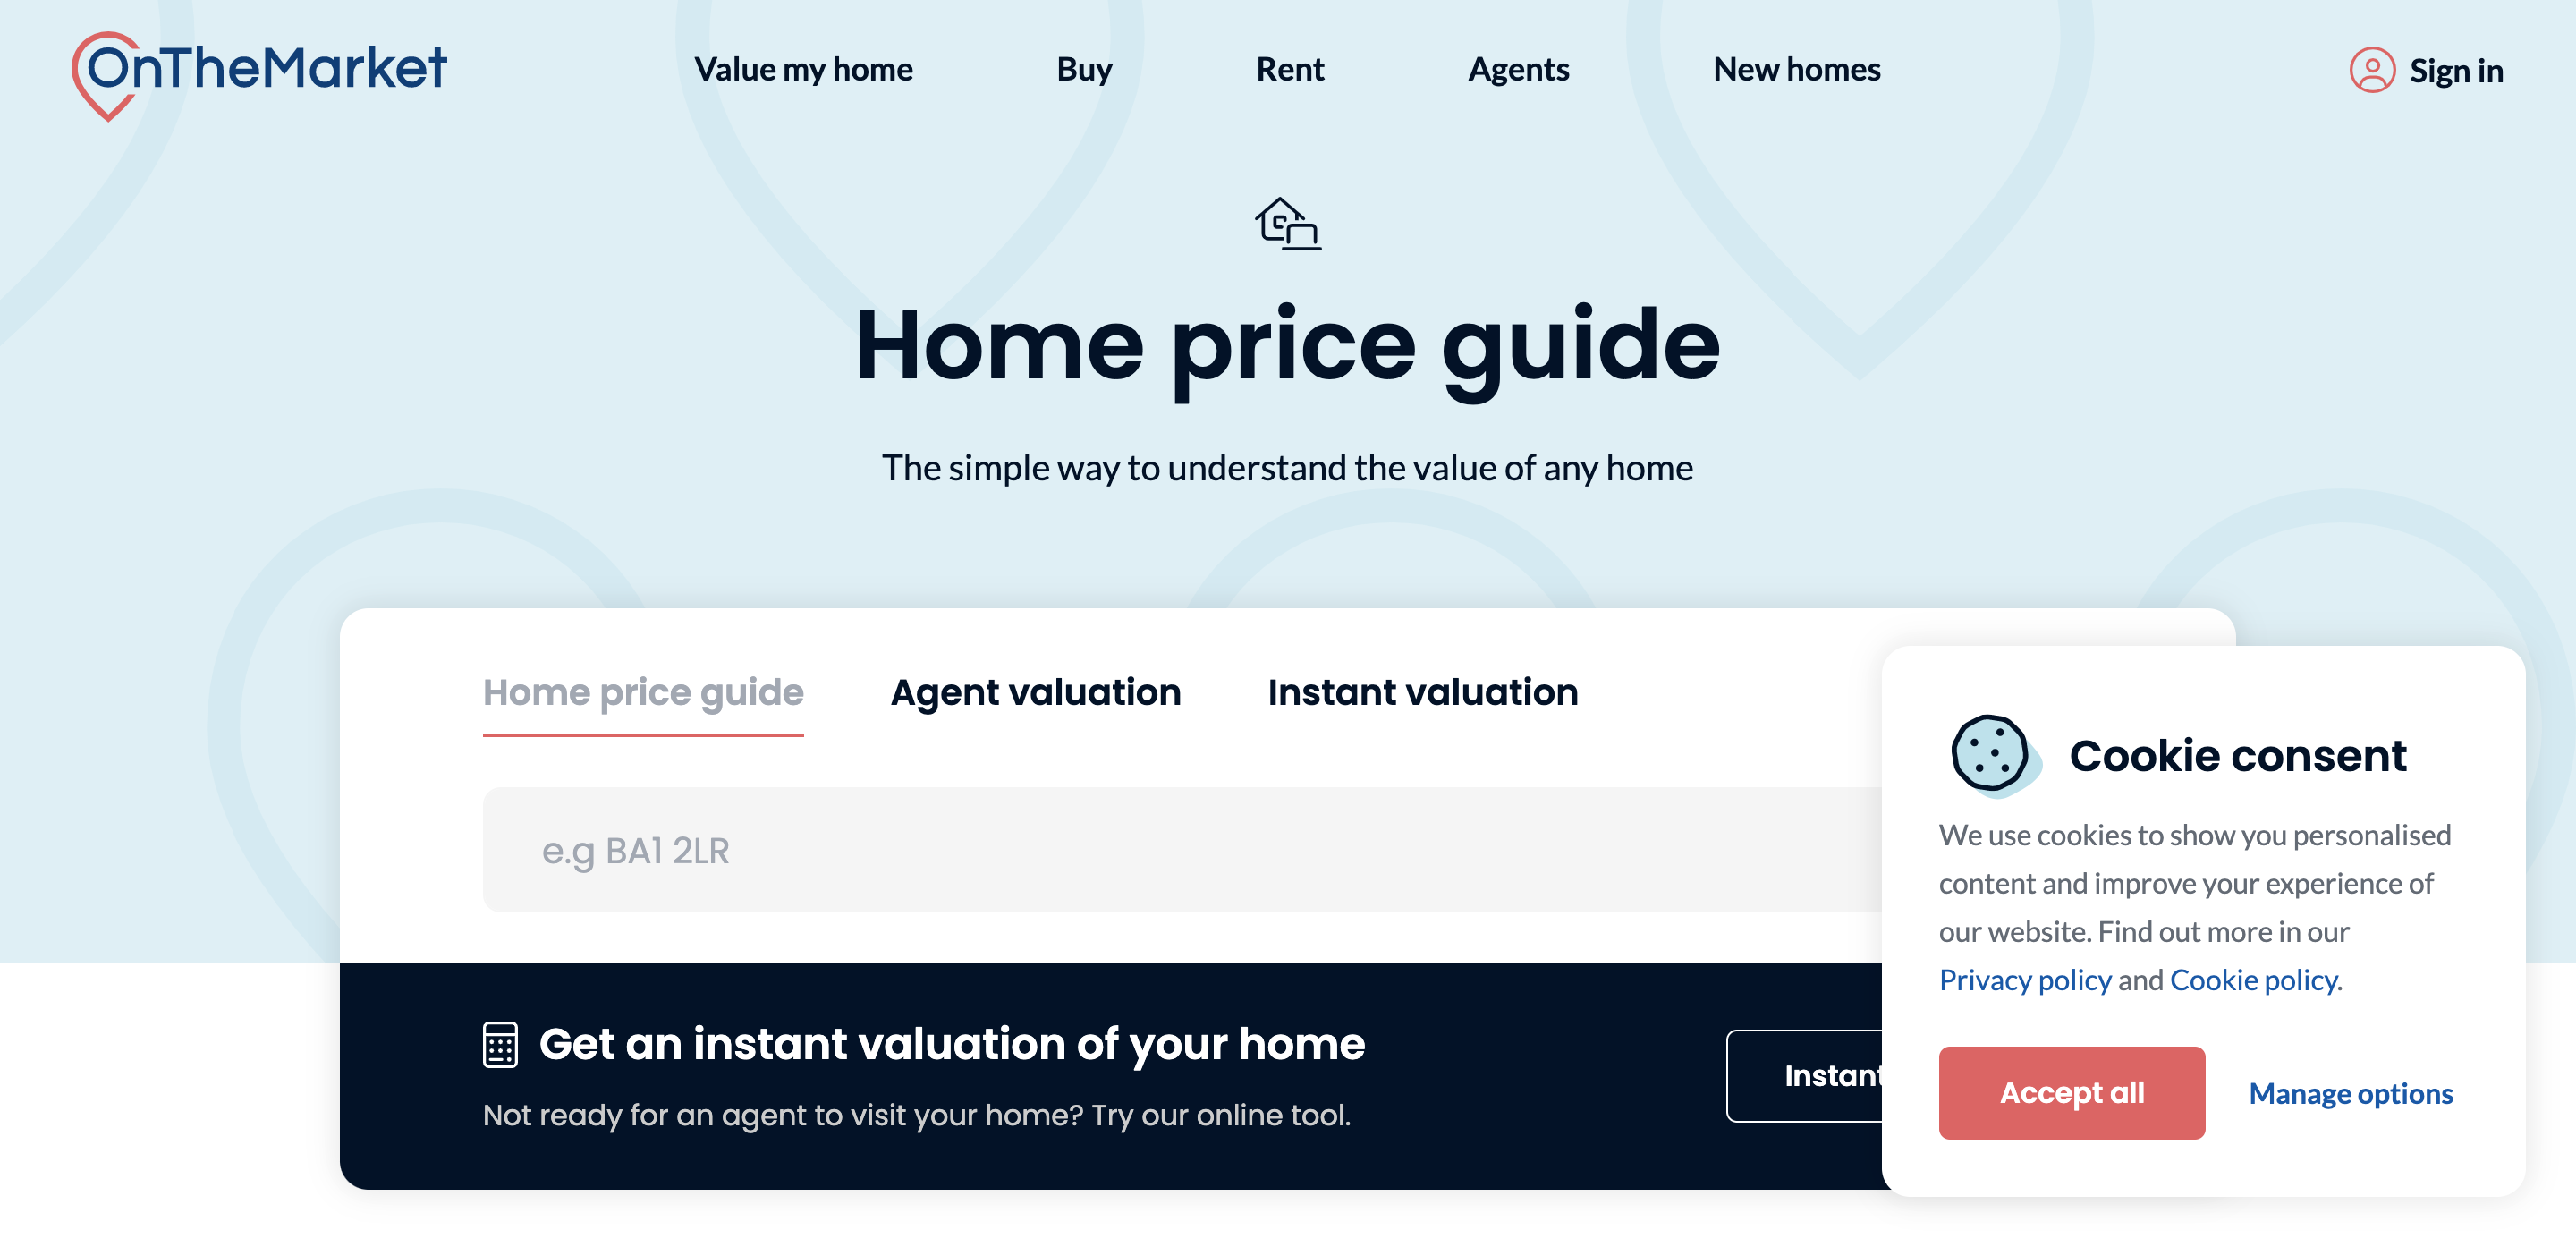 OnTheMarket
Value my home
Buy
Rent
Agents
New homes
Sign in
Home price guide
The simple way to understand the value of any home
Home price guide
Agent valuation
Instant valuation
e.g BA1 2LR
Get an instant valuation of your home
Not ready for an agent to visit your home? Try our online tool.
Instant
Cookie consent
We use cookies to show you personalised
content and improve your experience of
our website. Find out more in our
Privacy policy and Cookie policy.
Accept all
Manage options